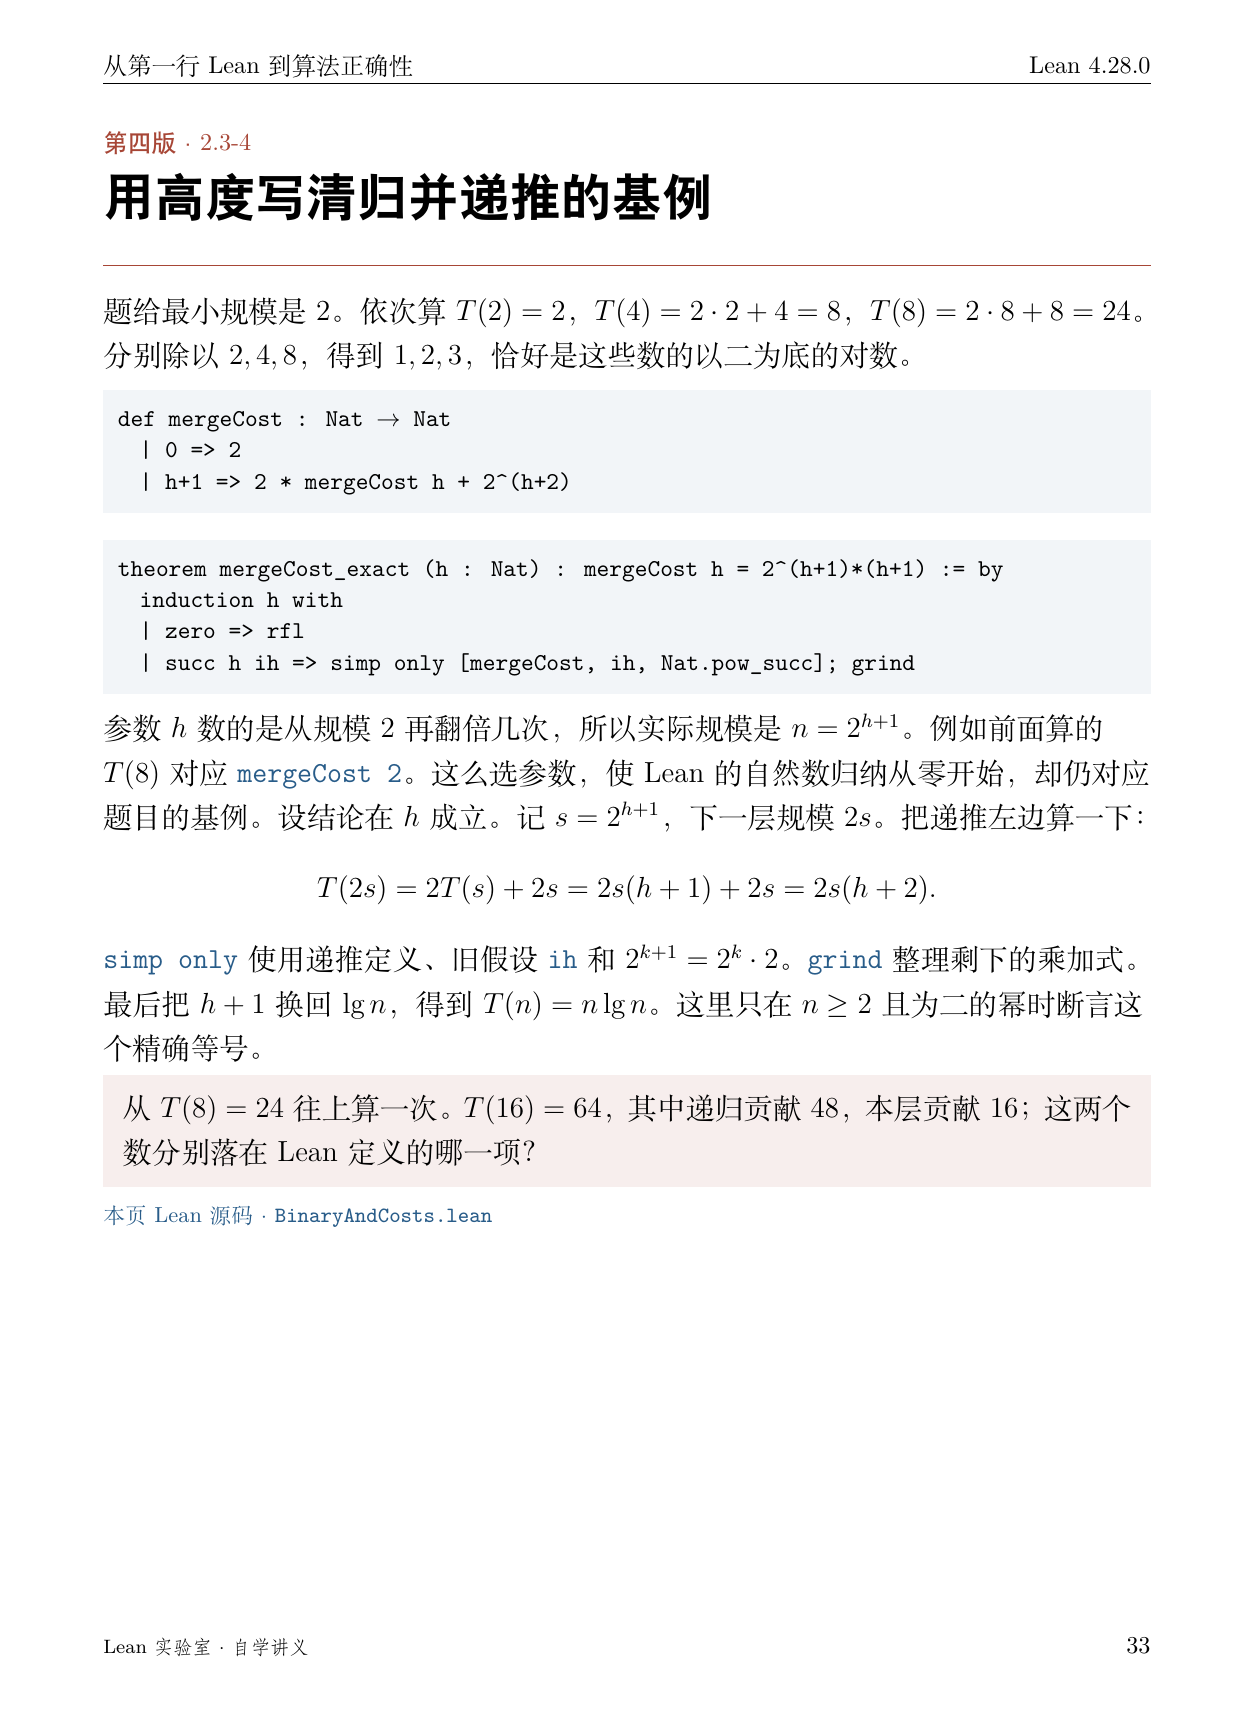 从第一行 Lean 到算法正确性
Lean 4.28.0
第四版 · 2.3-4
用高度写清归并递推的基例
题给最小规模是 2。依次算 T(2) = 2，T(4) = 2 · 2 + 4 = 8，T(8) = 2 · 8 + 8 = 24。
分别除以 2, 4, 8，得到 1, 2, 3，恰好是这些数的以二为底的对数。
def mergeCost : Nat → Nat
  | 0 => 2
  | h+1 => 2 * mergeCost h + 2^(h+2)
theorem mergeCost_exact (h : Nat) : mergeCost h = 2^(h+1)*(h+1) := by
  induction h with
  | zero => rfl
  | succ h ih => simp only [mergeCost, ih, Nat.pow_succ]; grind
参数 h 数的是从规模 2 再翻倍几次，所以实际规模是 n = 2^{h+1}。例如前面算的
T(8) 对应 mergeCost 2。这么选参数，使 Lean 的自然数归纳从零开始，却仍对应
题目的基例。设结论在 h 成立。记 s = 2^{h+1}，下一层规模 2s。把递推左边算一下：
T(2s) = 2T(s) + 2s = 2s(h + 1) + 2s = 2s(h + 2).
simp only 使用递推定义、旧假设 ih 和 2^{k+1} = 2^k · 2。grind 整理剩下的乘加式。
最后把 h + 1 换回 lg n，得到 T(n) = n lg n。这里只在 n ≥ 2 且为二的幂时断言这
个精确等号。
从 T(8) = 24 往上算一次。T(16) = 64，其中递归贡献 48，本层贡献 16；这两个
数分别落在 Lean 定义的哪一项？
本页 Lean 源码 · BinaryAndCosts.lean
Lean 实验室 · 自学讲义
33